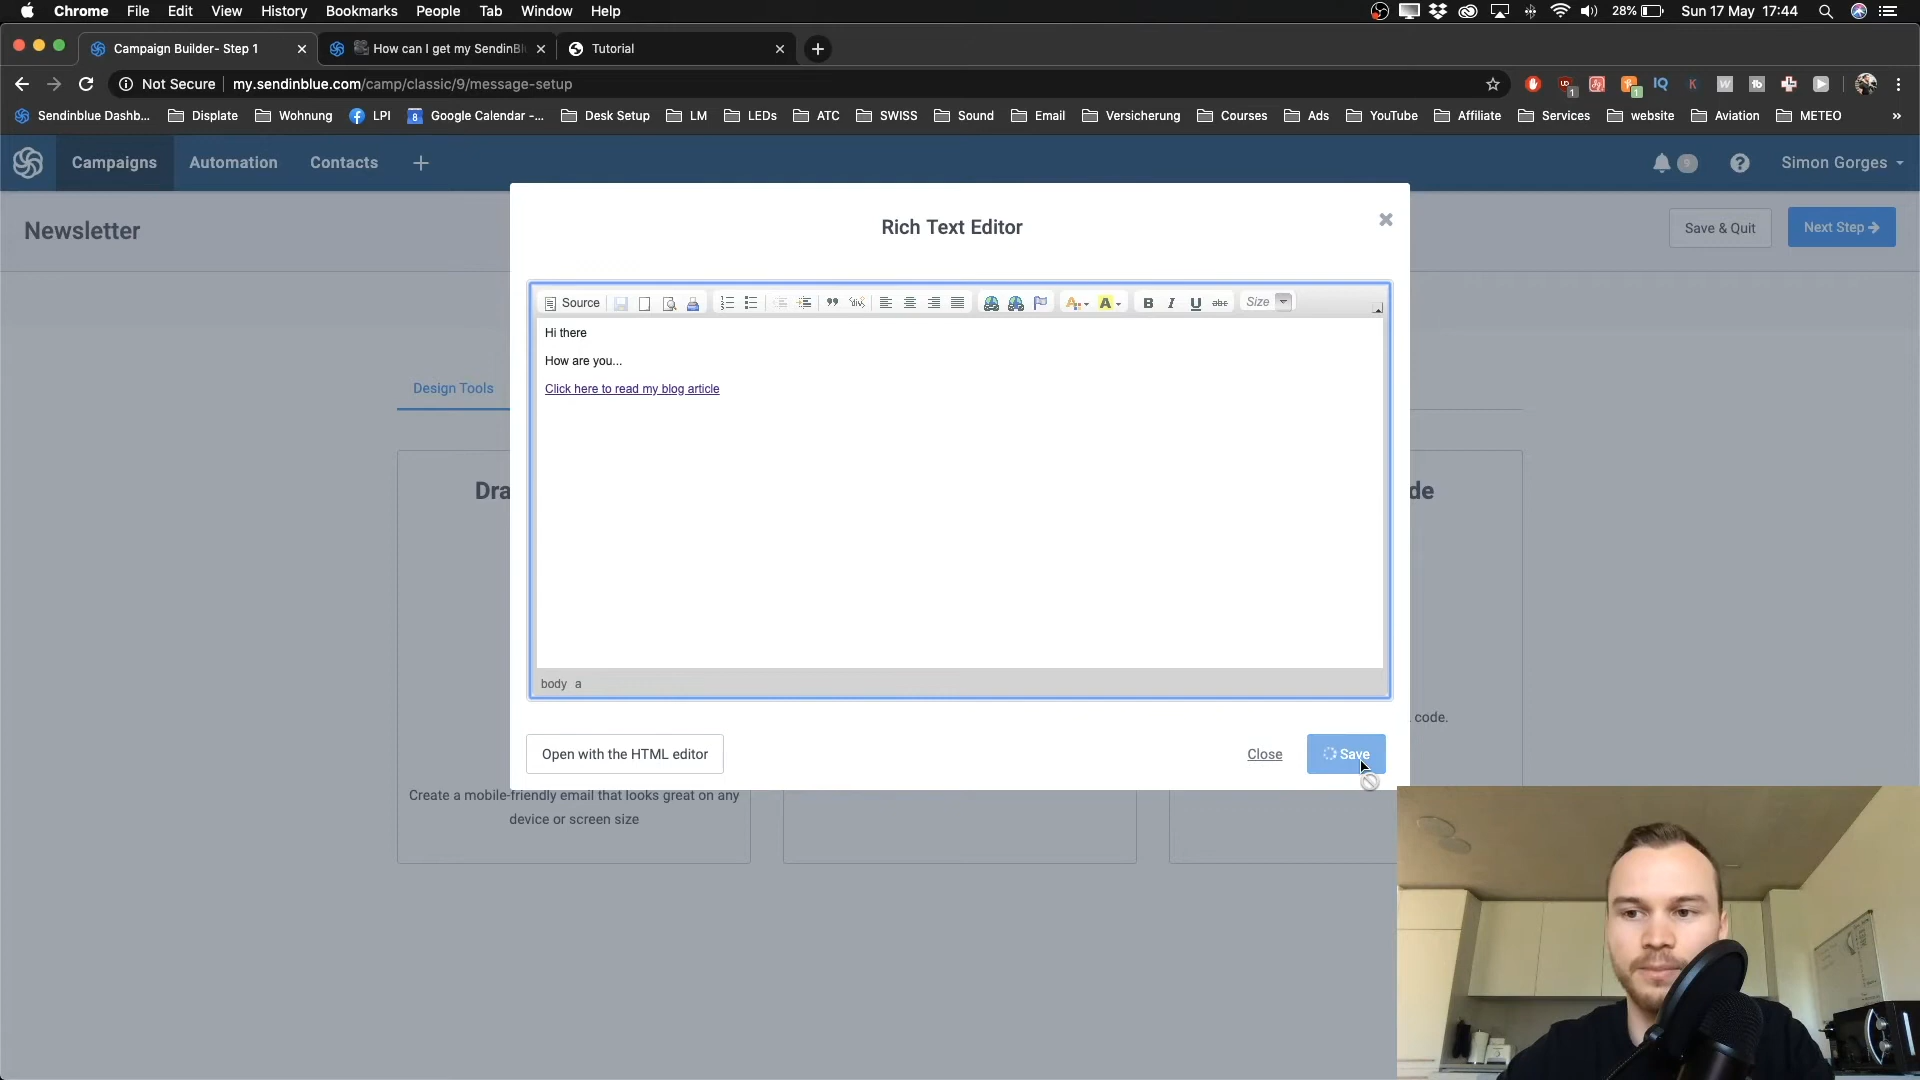 Chrome File Edit View History Bookmarks People Tab Window Help 28% Sun 17 May 17:44
Campaign Builder- Step 1 How can I get my SendinBl Tutorial
Not Secure my.sendinblue.com/camp/classic/9/message-setup
Sendinblue Dashb... Displate Wohnung LPI Google Calendar -... Desk Setup LM LEDs ATC SWISS Sound Email Versicherung Courses Ads YouTube Affiliate Services website Aviation METEO »
Campaigns Automation Contacts + 9 Simon Gorges
Newsletter
Save & Quit
Next Step
Rich Text Editor
Source B I U abc Size
Hi there
How are you...
Click here to read my blog article
body a
Design Tools
Dra
de
code.
Open with the HTML editor
Close
Save
Create a mobile-friendly email that looks great on any
device or screen size